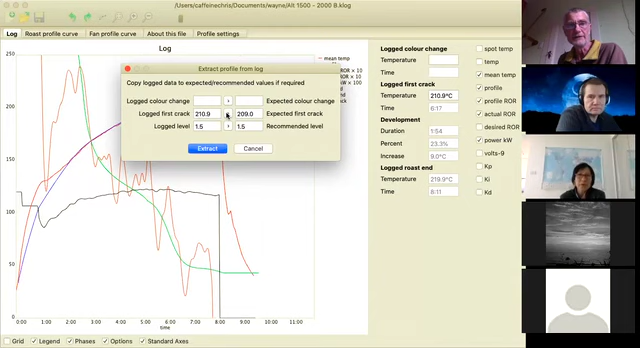 /Users/caffeinechris/Documents/wayne/Alt 1500 - 2000 B.klog
Log
Roast profile curve
Fan profile curve
About this file
Profile settings
Log
250
200
150
100
50
0
0:00
1:00
2:00
3:00
4:00
5:00
6:00
7:00
8:00
9:00
10:00
11:00
time
mean temp
Extract profile from log
Copy logged data to expected/recommended values if required
Logged colour change
Expected colour change
Logged first crack
210.9
209.0
Expected first crack
Logged level
1.5
1.5
Recommended level
Extract
Cancel
Logged colour change
Temperature
Time
Logged first crack
Temperature
210.9°C
Time
6:17
Development
Duration
1:54
Percent
23.3%
Increase
9.0°C
Logged roast end
Temperature
219.9°C
Time
8:11
spot temp
temp
mean temp
profile
profile ROR
actual ROR
desired ROR
power kW
volts-9
Kp
Ki
Kd
Grid
Legend
Phases
Options
Standard Axes